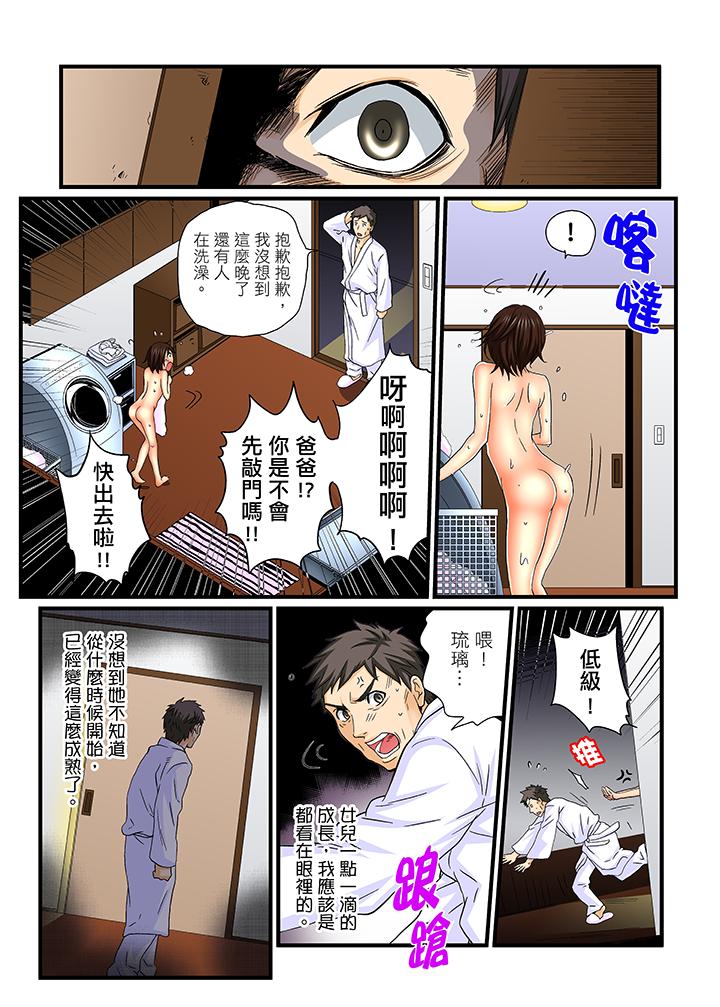 喀噠
！
抱歉抱歉，
我沒想到
這麼晚了
還有人
在洗澡。
呀啊啊啊啊！
爸爸!?
你是不會
先敲門嗎!!
快出去啦!!
低級！
推
喂！
琉璃…
踉蹌
女兒一點一滴的
成長，我應該是
都看在眼裡的。
沒想到她不知道
從什麼時候開始，
已經變得這麼成熟了。